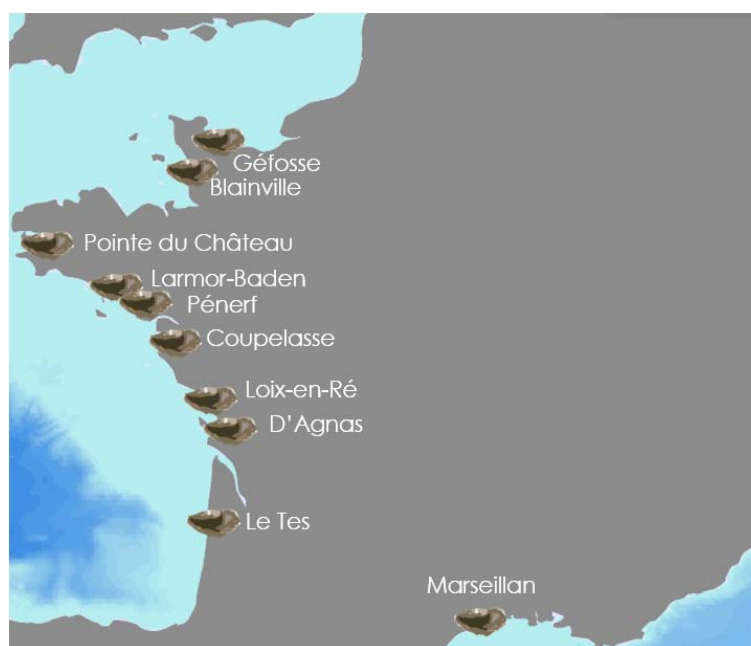 Géfosse
Blainville
Pointe du Château
Larmor-Baden
Pénerf
Coupelasse
Loix-en-Ré
D'Agnas
Le Tes
Marseillan